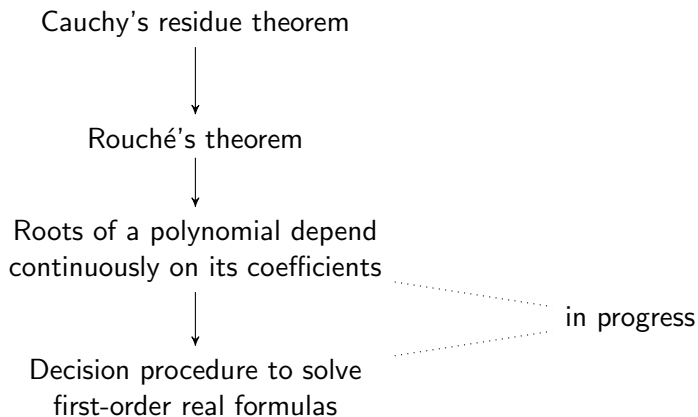 Cauchy's residue theorem
Rouché's theorem
Roots of a polynomial depend
continuously on its coefficients
in progress
Decision procedure to solve
first-order real formulas